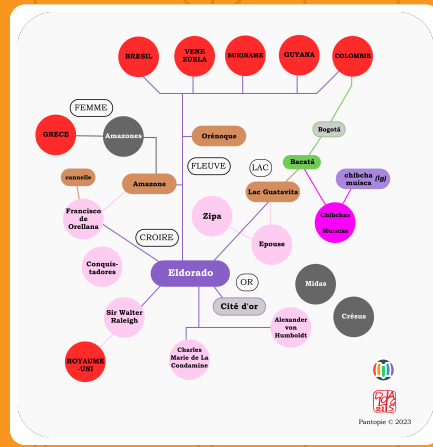 BRESIL
VENE
ZUELA
SURINAME
GUYANA
COLOMBIE
FEMME
GRECE
Amazones
Orénoque
Bogotá
FLEUVE
LAC
Bacatá
cannelle
Amazone
Lac Guatavita
chibcha
muisca (lg)
Francisco
de
Orellana
Zipa
Chibchas
---
Muiscas
CROIRE
Epouse
Conquis-
tadores
Eldorado
OR
Midas
Cité d'or
Sir Walter
Raleigh
Alexander
von
Humboldt
Crésus
ROYAUME
-UNI
Charles
Marie de La
Condamine
Pantopie © 2023